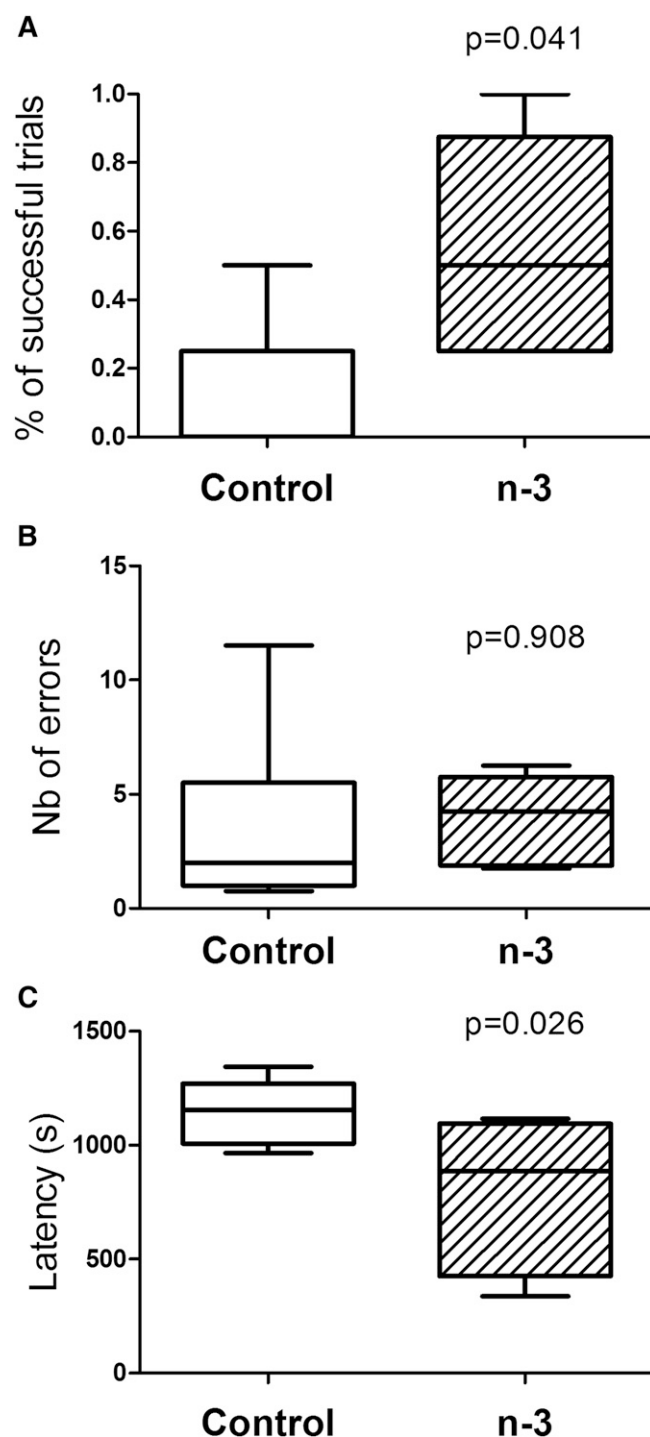 A
p=0.041
% of successful trials
1.0
0.8
0.6
0.4
0.2
0.0
Control n-3
B
Nb of errors
15
p=0.908
10
5
0
Control n-3
C
p=0.026
Latency (s)
1500
1000
500
0
Control n-3